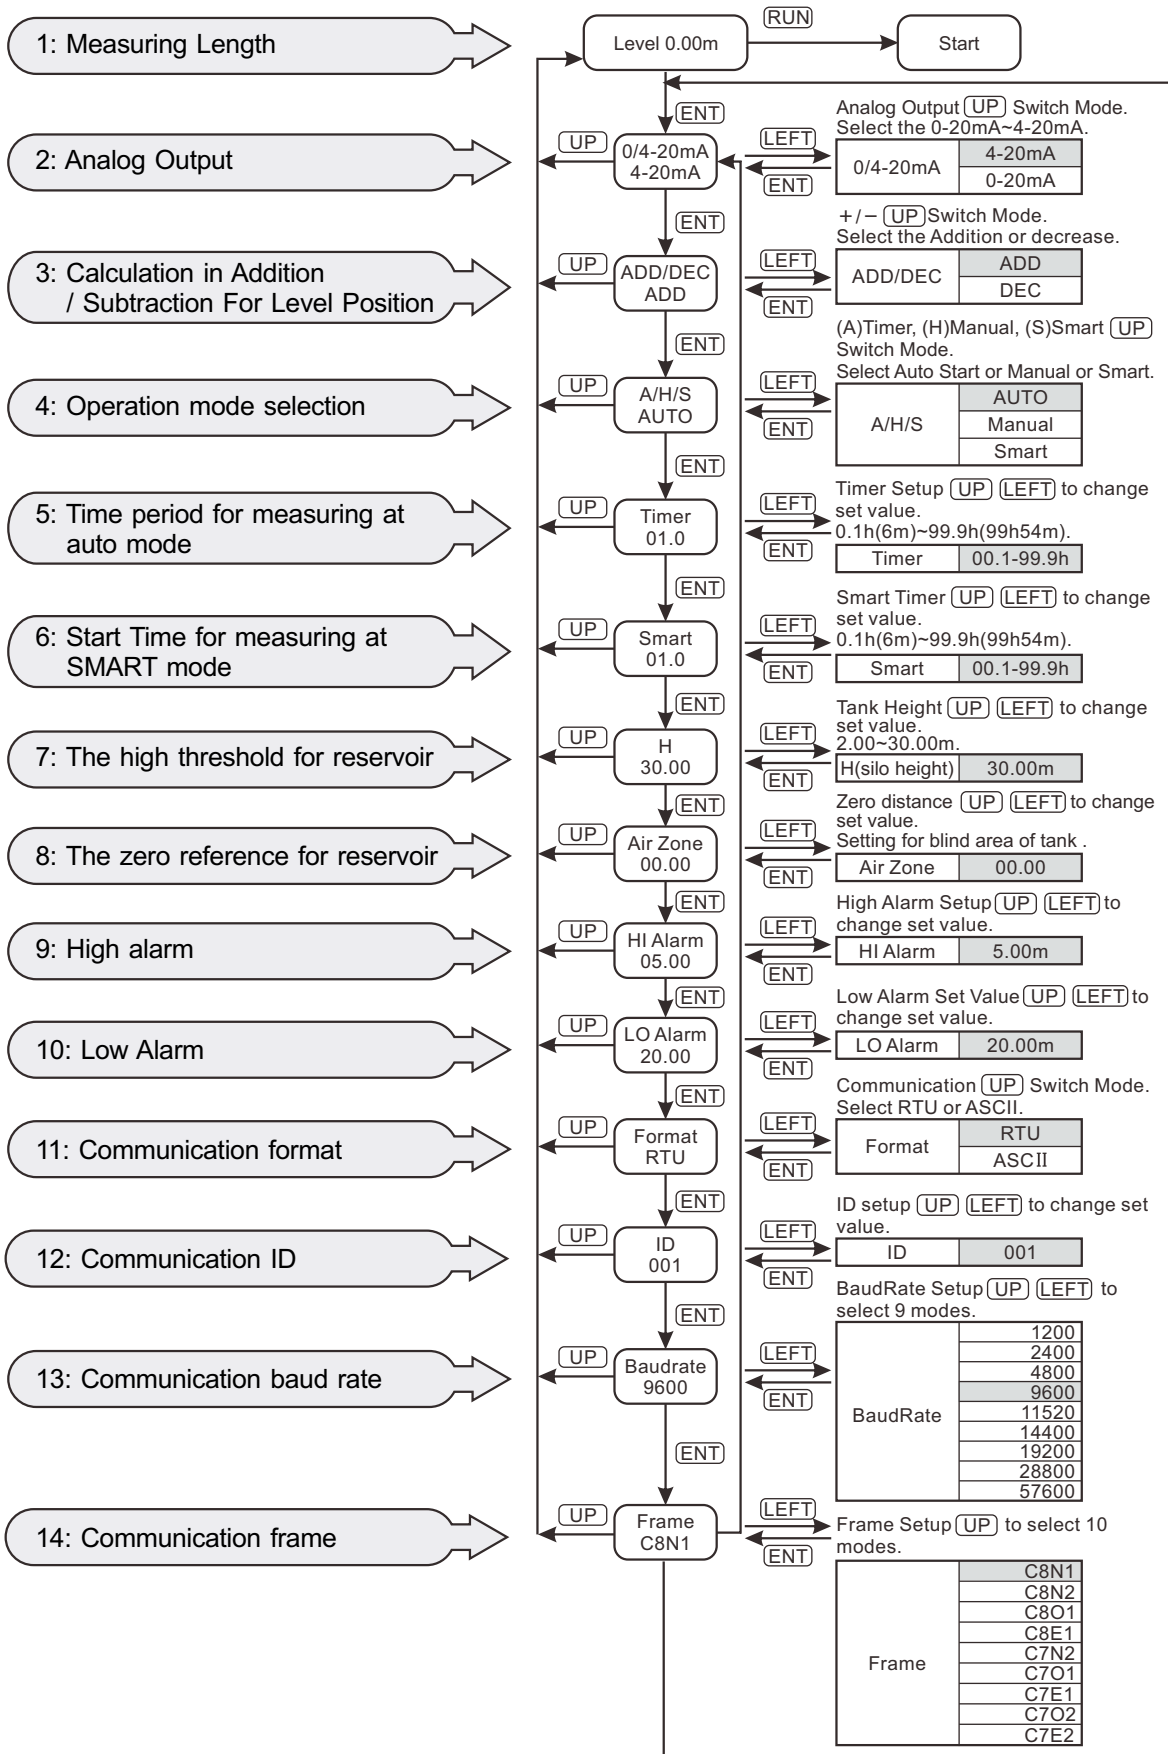 1: Measuring Length
Level 0.00m
RUN
Start
ENT
2: Analog Output
UP
0/4-20mA
4-20mA
LEFT
ENT
Analog Output UP Switch Mode.
Select the 0-20mA~4-20mA.
0/4-20mA
4-20mA
0-20mA
ENT
3: Calculation in Addition
/ Subtraction For Level Position
UP
ADD/DEC
ADD
LEFT
ENT
+/− UP Switch Mode.
Select the Addition or decrease.
ADD/DEC
ADD
DEC
ENT
4: Operation mode selection
UP
A/H/S
AUTO
LEFT
ENT
(A)Timer, (H)Manual, (S)Smart UP
Switch Mode.
Select Auto Start or Manual or Smart.
A/H/S
AUTO
Manual
Smart
ENT
5: Time period for measuring at
auto mode
UP
Timer
01.0
LEFT
ENT
Timer Setup UP LEFT to change
set value.
0.1h(6m)~99.9h(99h54m).
Timer 00.1-99.9h
ENT
6: Start Time for measuring at
SMART mode
UP
Smart
01.0
LEFT
ENT
Smart Timer UP LEFT to change
set value.
0.1h(6m)~99.9h(99h54m).
Smart 00.1-99.9h
ENT
7: The high threshold for reservoir
UP
H
30.00
LEFT
ENT
Tank Height UP LEFT to change
set value.
2.00~30.00m.
H(silo height) 30.00m
ENT
8: The zero reference for reservoir
UP
Air Zone
00.00
LEFT
ENT
Zero distance UP LEFT to change
set value.
Setting for blind area of tank .
Air Zone 00.00
ENT
9: High alarm
UP
HI Alarm
05.00
LEFT
ENT
High Alarm Setup UP LEFT to
change set value.
HI Alarm 5.00m
ENT
10: Low Alarm
UP
LO Alarm
20.00
LEFT
ENT
Low Alarm Set Value UP LEFT to
change set value.
LO Alarm 20.00m
ENT
11: Communication format
UP
Format
RTU
LEFT
ENT
Communication UP Switch Mode.
Select RTU or ASCII.
Format
RTU
ASCII
ENT
12: Communication ID
UP
ID
001
LEFT
ENT
ID setup UP LEFT to change set
value.
ID 001
ENT
13: Communication baud rate
UP
Baudrate
9600
LEFT
ENT
BaudRate Setup UP LEFT to
select 9 modes.
BaudRate
1200
2400
4800
9600
11520
14400
19200
28800
57600
ENT
14: Communication frame
UP
Frame
C8N1
LEFT
ENT
Frame Setup UP to select 10
modes.
Frame
C8N1
C8N2
C8O1
C8E1
C7N2
C7O1
C7E1
C7O2
C7E2